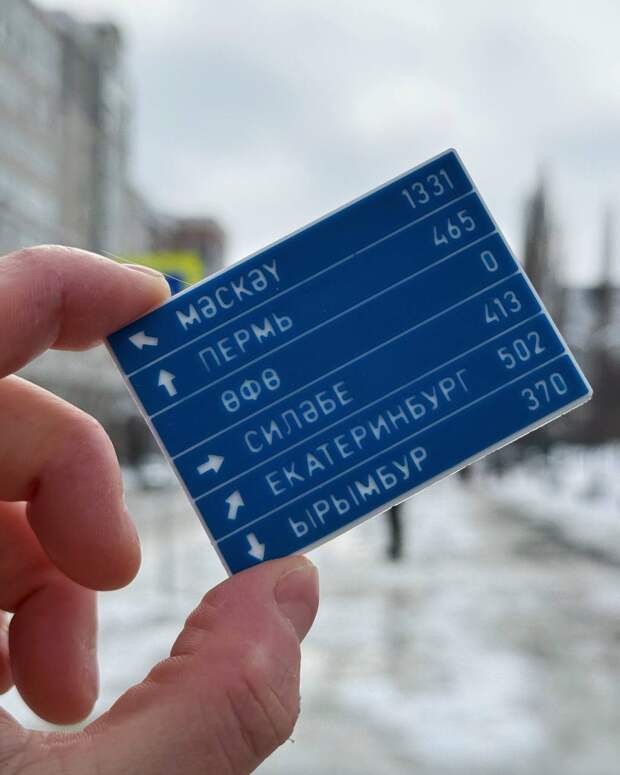 МӘСКӘҮ 1331
ПЕРМЬ 465
ӨФӨ 0
СИЛӘБЕ 413
ЕКАТЕРИНБУРГ 502
ЫРЫМБУР 370